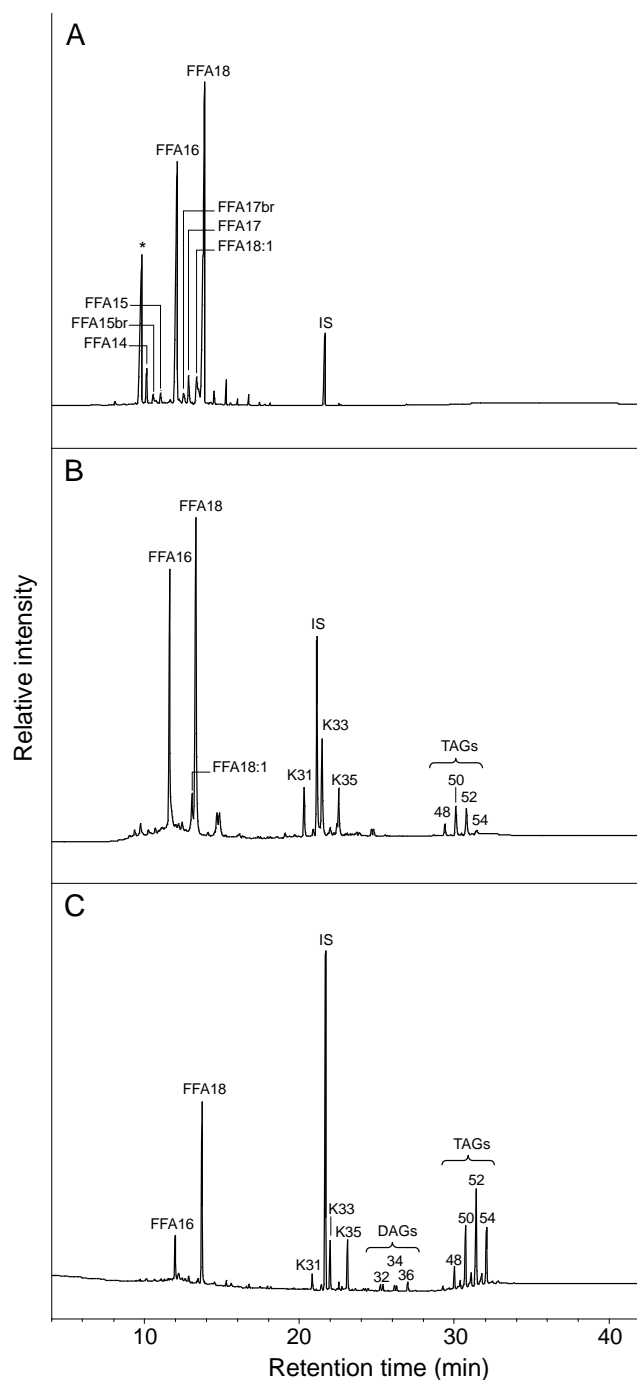 A
FFA18
FFA16
FFA17br
FFA17
FFA18:1
*
FFA15
FFA15br
FFA14
IS
B
FFA18
FFA16
IS
K33
FFA18:1
K31
K35
TAGs
50
48
52
54
C
IS
FFA18
TAGs
52
FFA16
K33
K35
DAGs
50
54
34
K31
32
36
48
Relative intensity
10 20 30 40
Retention time (min)